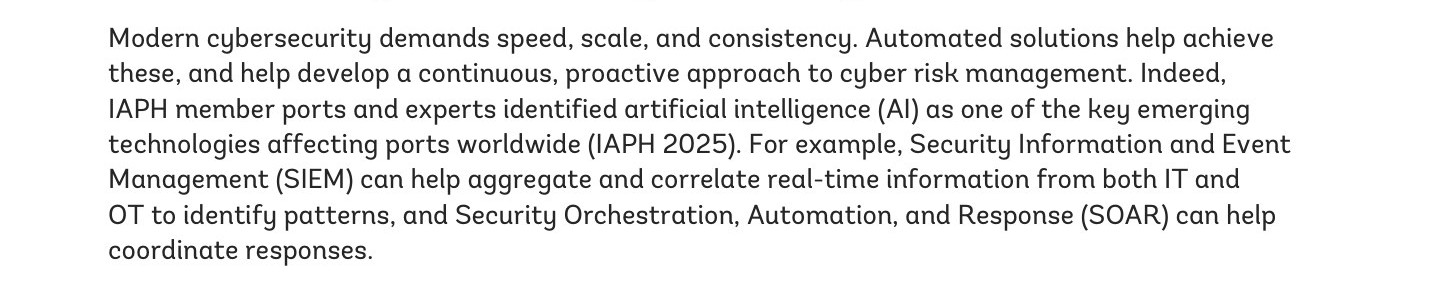 Modern cybersecurity demands speed, scale, and consistency. Automated solutions help achieve
these, and help develop a continuous, proactive approach to cyber risk management. Indeed,
IAPH member ports and experts identified artificial intelligence (AI) as one of the key emerging
technologies affecting ports worldwide (IAPH 2025). For example, Security Information and Event
Management (SIEM) can help aggregate and correlate real-time information from both IT and
OT to identify patterns, and Security Orchestration, Automation, and Response (SOAR) can help
coordinate responses.